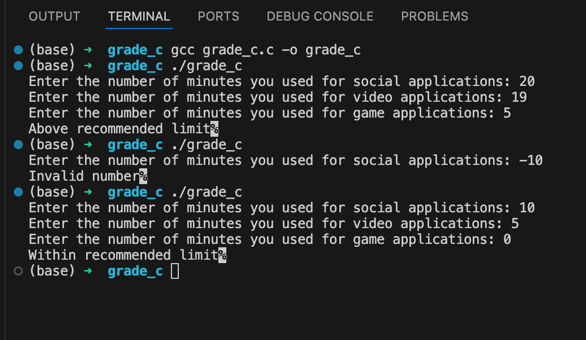 OUTPUT TERMINAL PORTS DEBUG CONSOLE PROBLEMS
(base) ➜ grade_c gcc grade_c.c -o grade_c
(base) ➜ grade_c ./grade_c
Enter the number of minutes you used for social applications: 20
Enter the number of minutes you used for video applications: 19
Enter the number of minutes you used for game applications: 5
Above recommended limit%
(base) ➜ grade_c ./grade_c
Enter the number of minutes you used for social applications: -10
Invalid number%
(base) ➜ grade_c ./grade_c
Enter the number of minutes you used for social applications: 10
Enter the number of minutes you used for video applications: 5
Enter the number of minutes you used for game applications: 0
Within recommended limit%
(base) ➜ grade_c